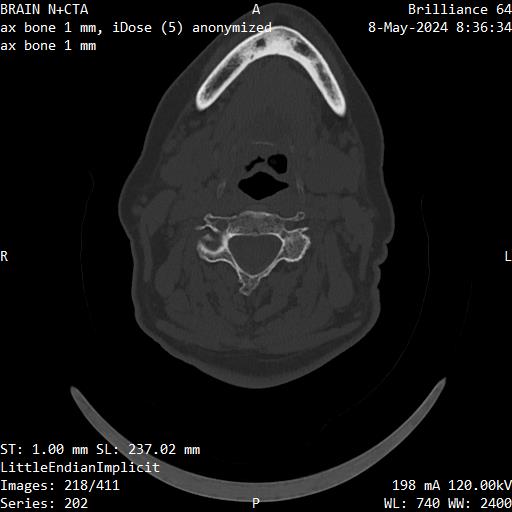 BRAIN N+CTA
ax bone 1 mm, iDose (5) anonymized
ax bone 1 mm
A
Brilliance 64
8-May-2024 8:36:34
R
L
ST: 1.00 mm SL: 237.02 mm
LittleEndianImplicit
Images: 218/411
Series: 202
P
198 mA 120.00kV
WL: 740 WW: 2400